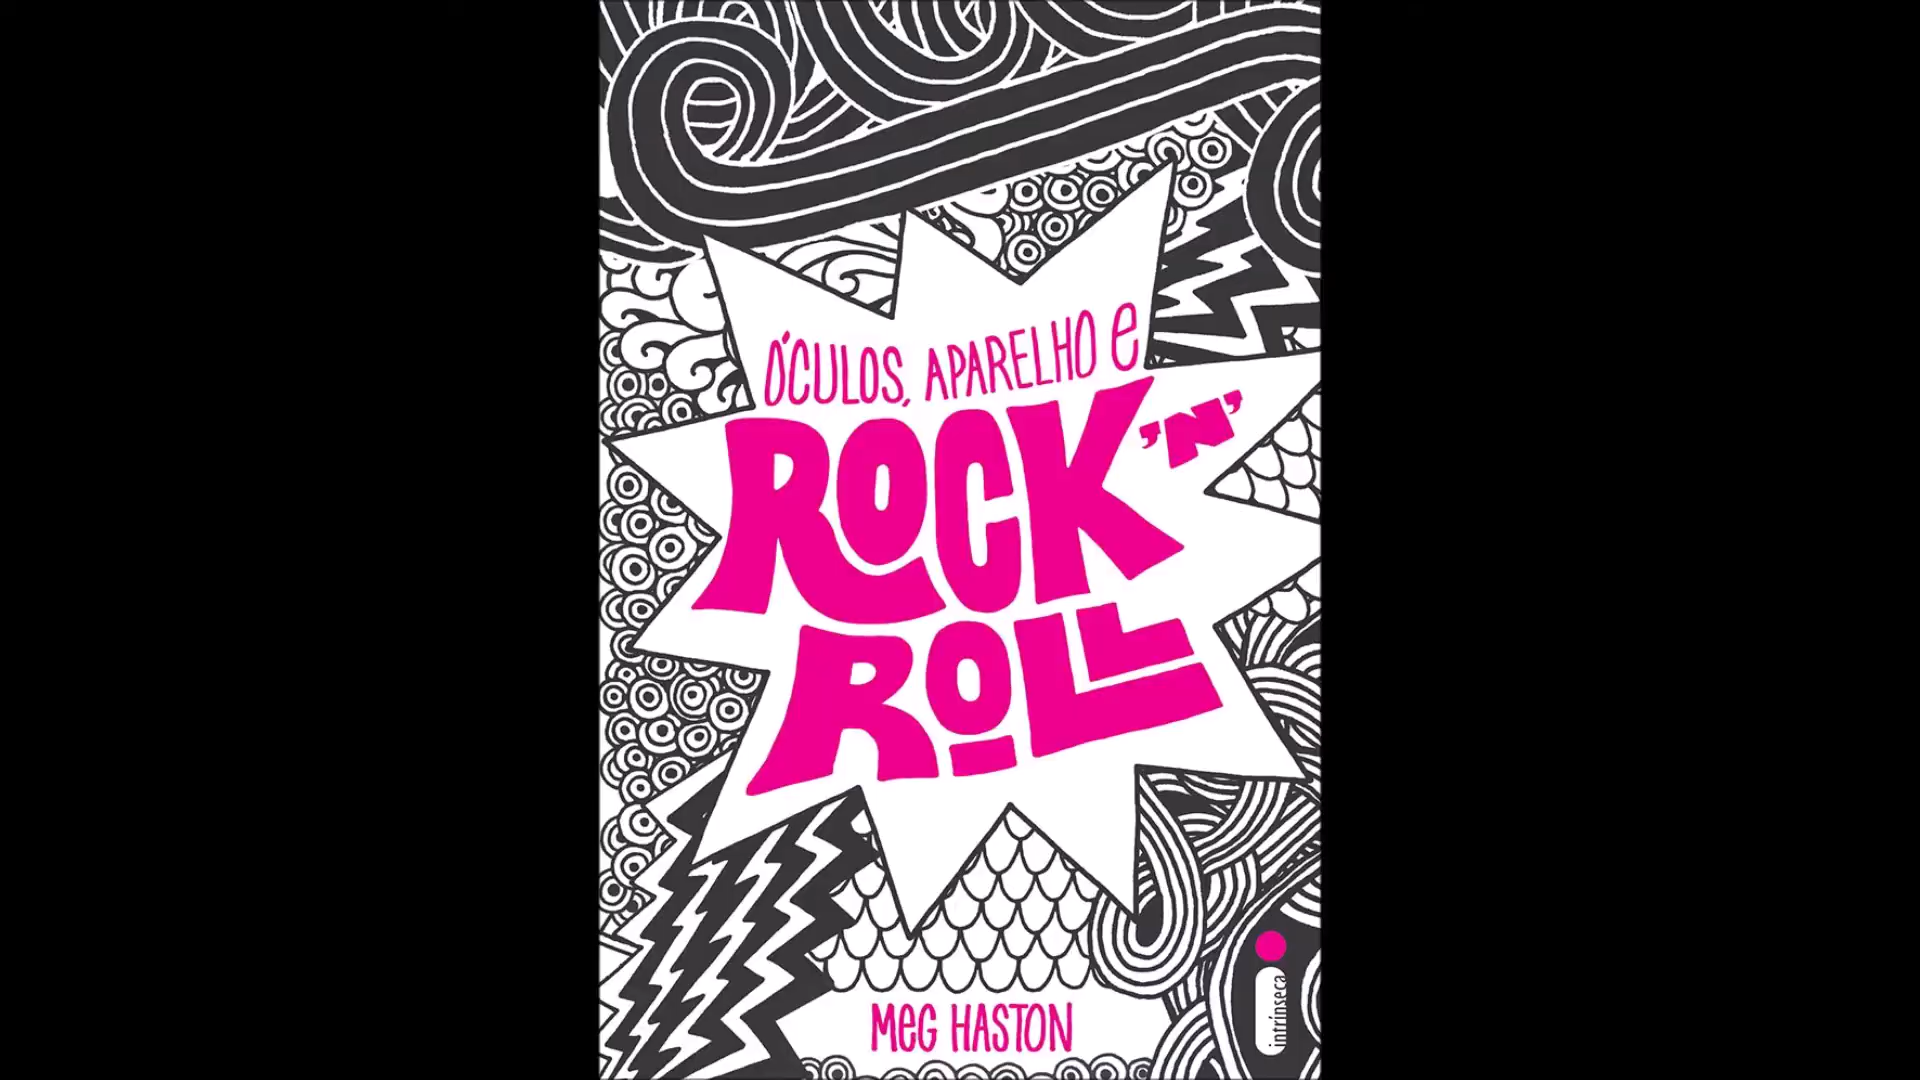 ÓCULOS, APARELHO e
ROCK 'N'
ROLL
MeG HASTON
intrínseca